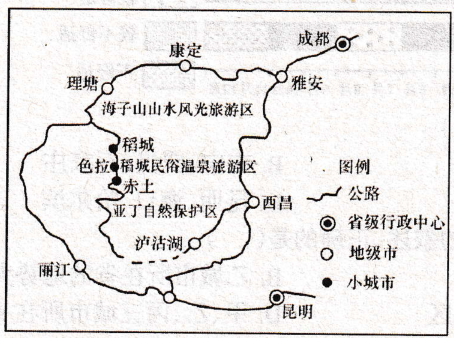 成都
康定
雅安
理塘
海子山山水风光旅游区
稻城
色拉 稻城民俗温泉旅游区
赤土
亚丁自然保护区
西昌
泸沽湖
丽江
昆明
图例
公路
省级行政中心
地级市
小城市